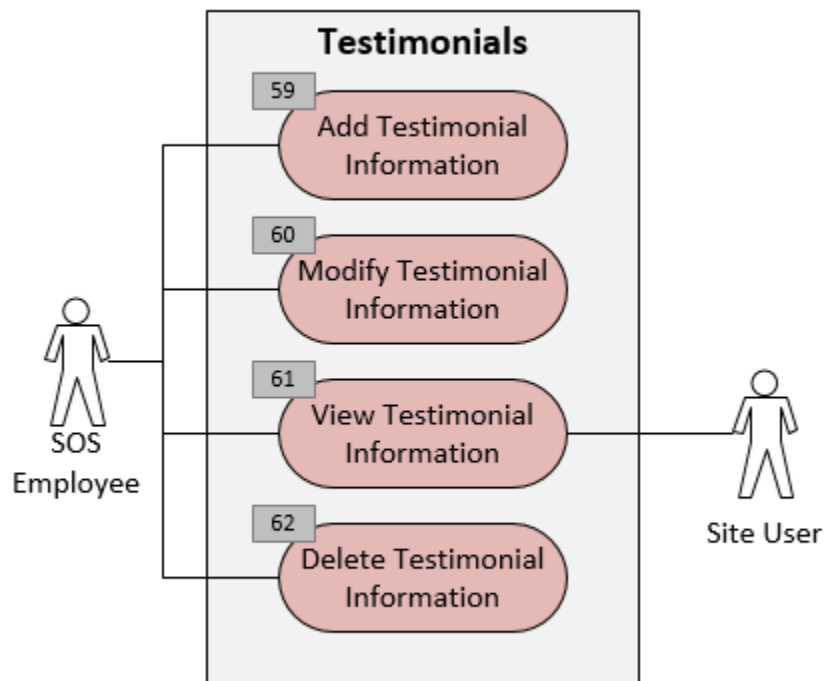 Testimonials
59
Add Testimonial
Information
60
Modify Testimonial
Information
61
View Testimonial
Information
62
Delete Testimonial
Information
SOS
Employee
Site User